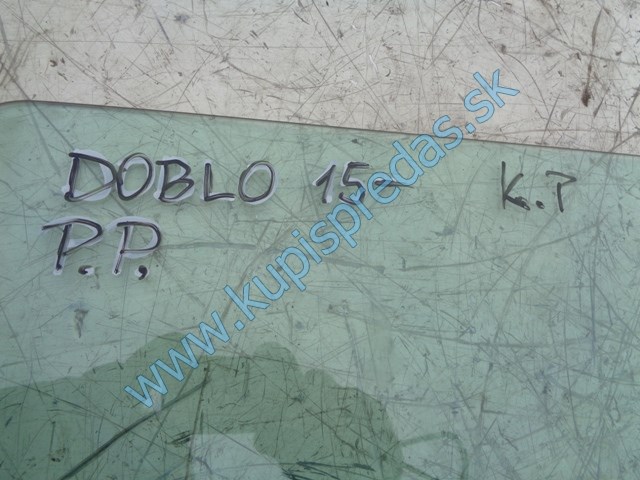 DOBLO 15- K.P
P.P,
www.kupispredas.sk